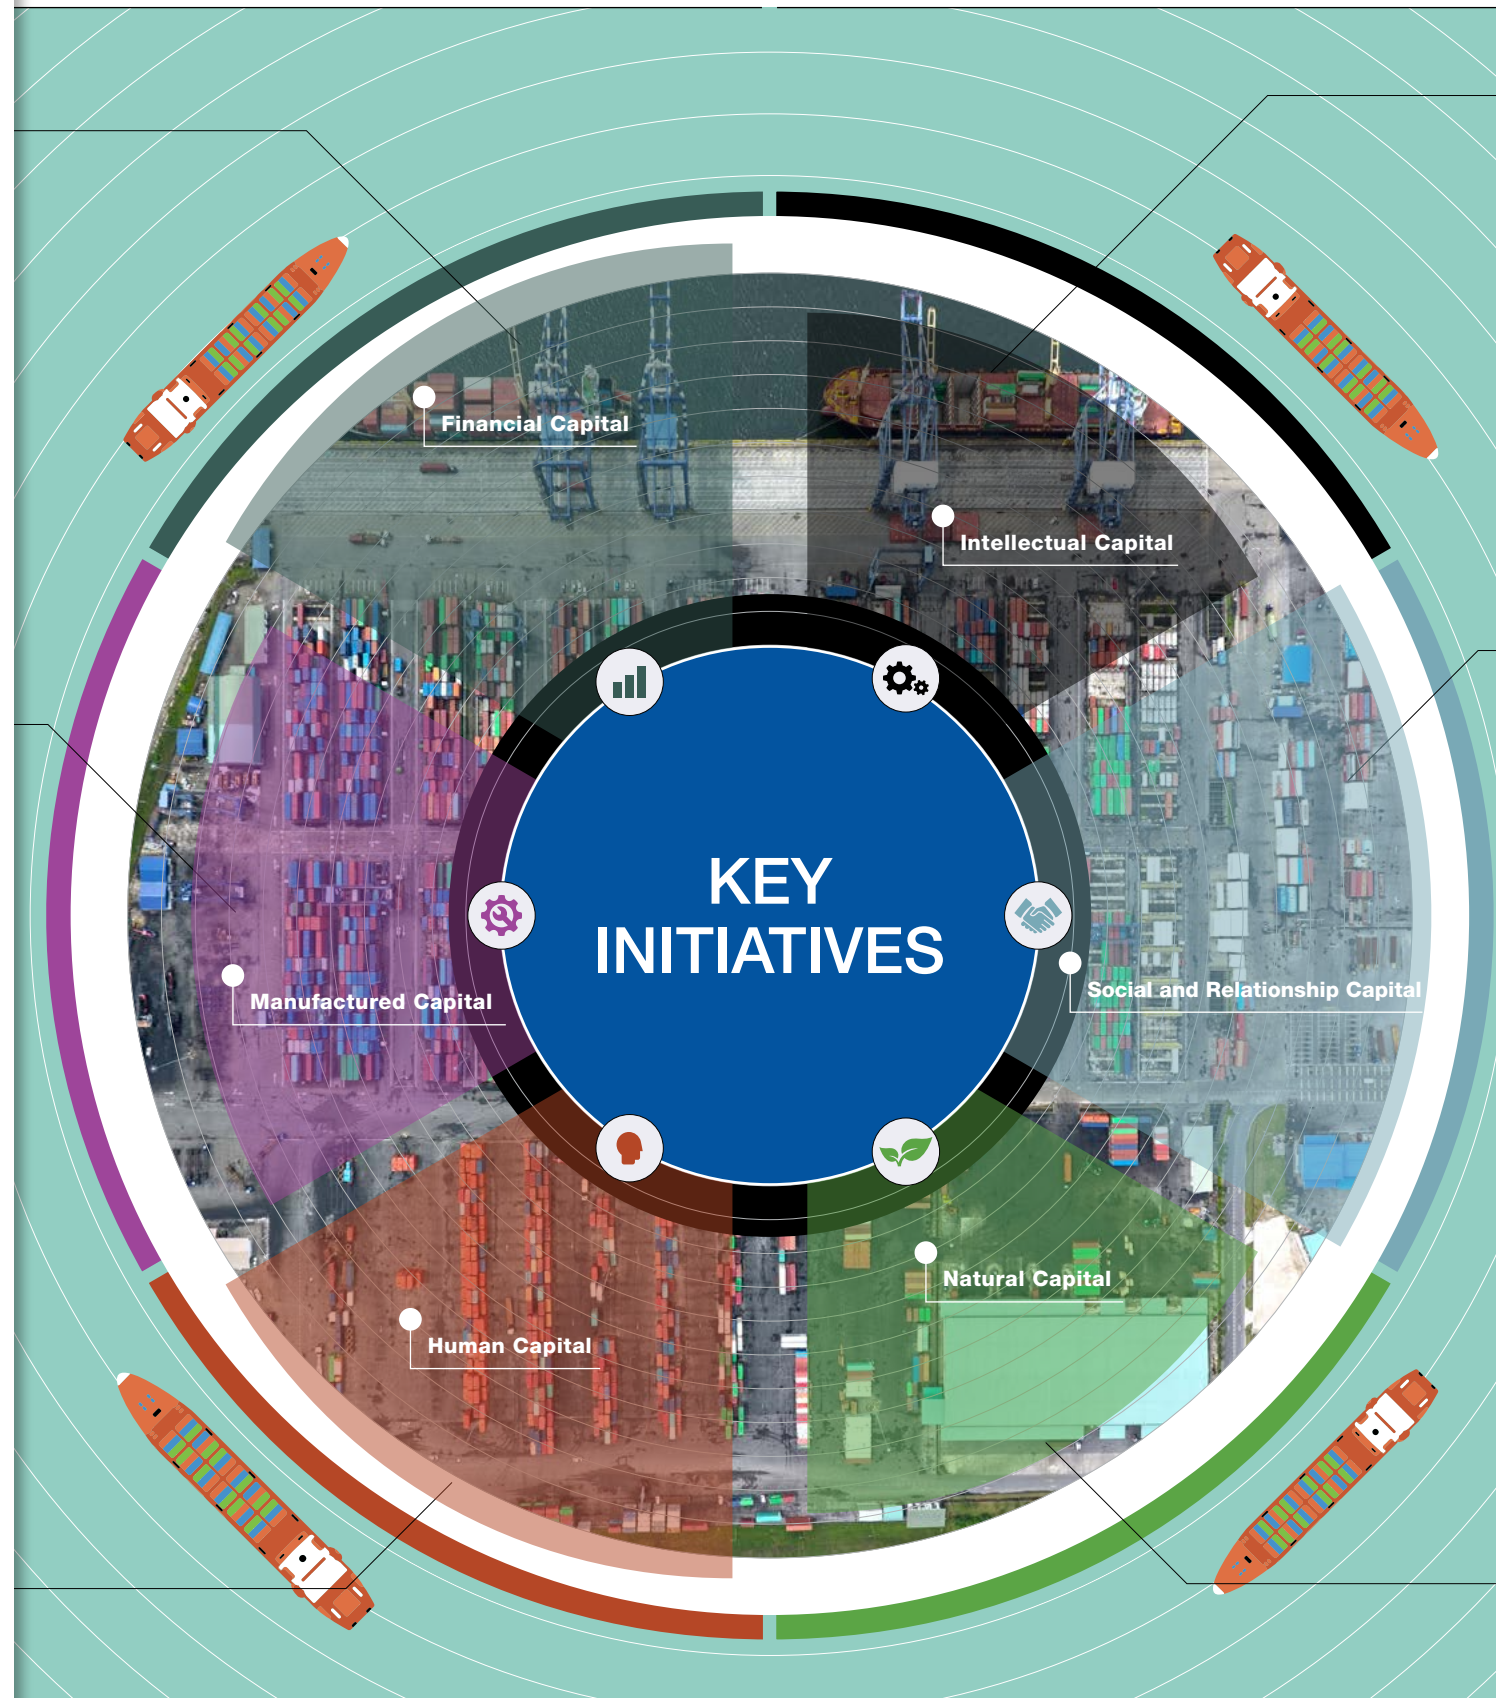 Financial Capital
Intellectual Capital
KEY
INITIATIVES
Manufactured Capital
Social and Relationship Capital
Natural Capital
Human Capital